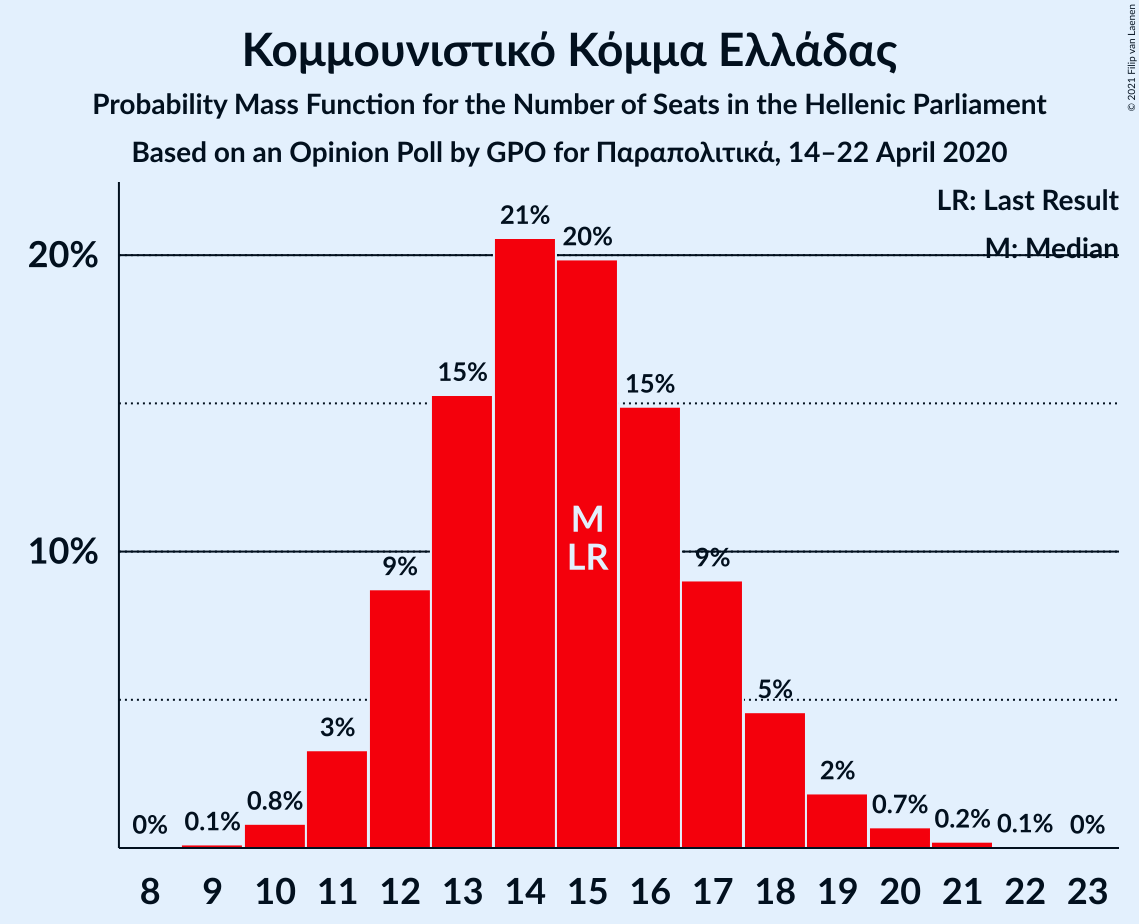 Κομμουνιστικό Κόμμα Ελλάδας
Probability Mass Function for the Number of Seats in the Hellenic Parliament
Based on an Opinion Poll by GPO for Παραπολιτικά, 14–22 April 2020
© 2021 Filip van Laenen
LR: Last Result
M: Median
20%
10%
0% 0.1% 0.8% 3% 9% 15% 21% 20% 15% 9% 5% 2% 0.7% 0.2% 0.1% 0%
M
LR
8 9 10 11 12 13 14 15 16 17 18 19 20 21 22 23